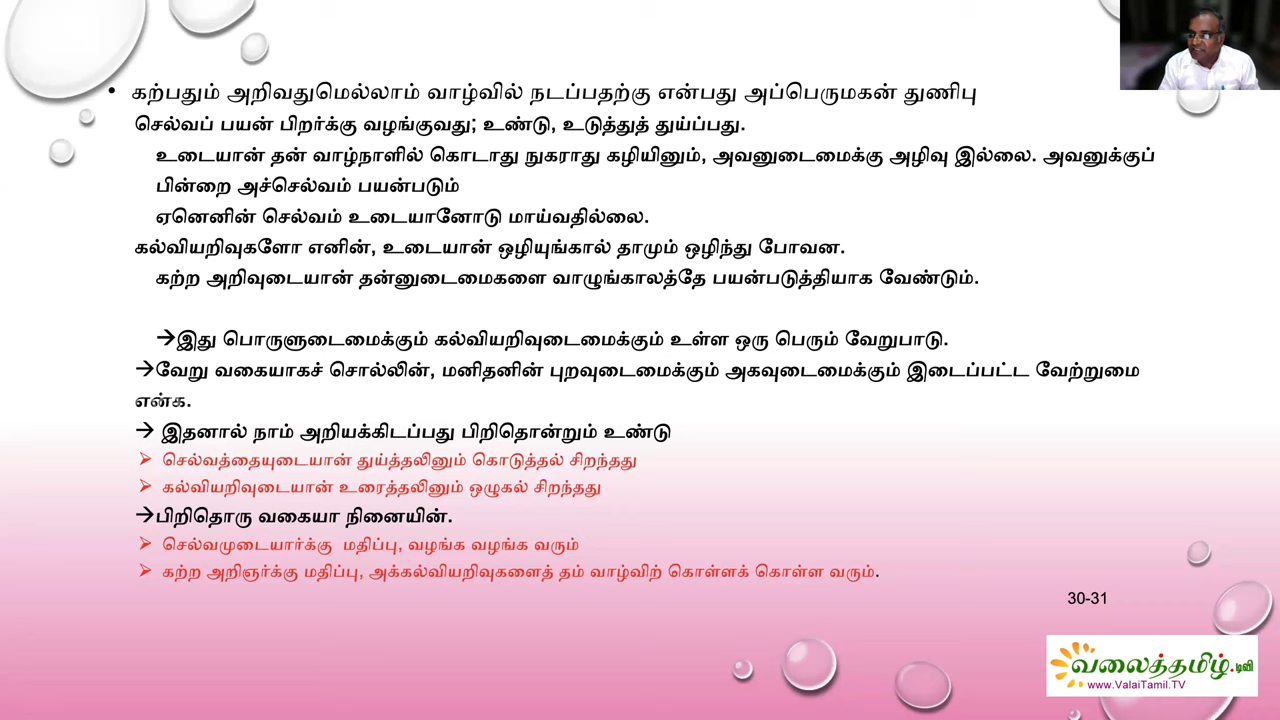 • கற்பதும் அறிவதுமெல்லாம் வாழ்வில் நடப்பதற்கு என்பது அப்பெருமகன் துணிபு
செல்வப் பயன் பிறர்க்கு வழங்குவது; உண்டு, உடுத்துத் துய்ப்பது.
உடையான் தன் வாழ்நாளில் கொடாது நுகராது கழியினும், அவனுடைமைக்கு அழிவு இல்லை. அவனுக்குப்
பின்றை அச்செல்வம் பயன்படும்
ஏனெனின் செல்வம் உடையானோடு மாய்வதில்லை.
கல்வியறிவுகளோ எனின், உடையான் ஒழியுங்கால் தாமும் ஒழிந்து போவன.
கற்ற அறிவுடையான் தன்னுடைமைகளை வாழுங்காலத்தே பயன்படுத்தியாக வேண்டும்.
→இது பொருளுடைமைக்கும் கல்வியறிவுடைமைக்கும் உள்ள ஒரு பெரும் வேறுபாடு.
→வேறு வகையாகச் சொல்லின், மனிதனின் புறவுடைமைக்கும் அகவுடைமைக்கும் இடைப்பட்ட வேற்றுமை
என்க.
→ இதனால் நாம் அறியக்கிடப்பது பிறிதொன்றும் உண்டு
➢ செல்வத்தையுடையான் துய்த்தலினும் கொடுத்தல் சிறந்தது
➢ கல்வியறிவுடையான் உரைத்தலினும் ஒழுகல் சிறந்தது
→பிறிதொரு வகையா நினையின்.
➢ செல்வமுடையார்க்கு மதிப்பு, வழங்க வழங்க வரும்
➢ கற்ற அறிஞர்க்கு மதிப்பு, அக்கல்வியறிவுகளைத் தம் வாழ்விற் கொள்ளக் கொள்ள வரும்.
30-31
வலைத்தமிழ்.டிவி
www.ValaiTamil.TV